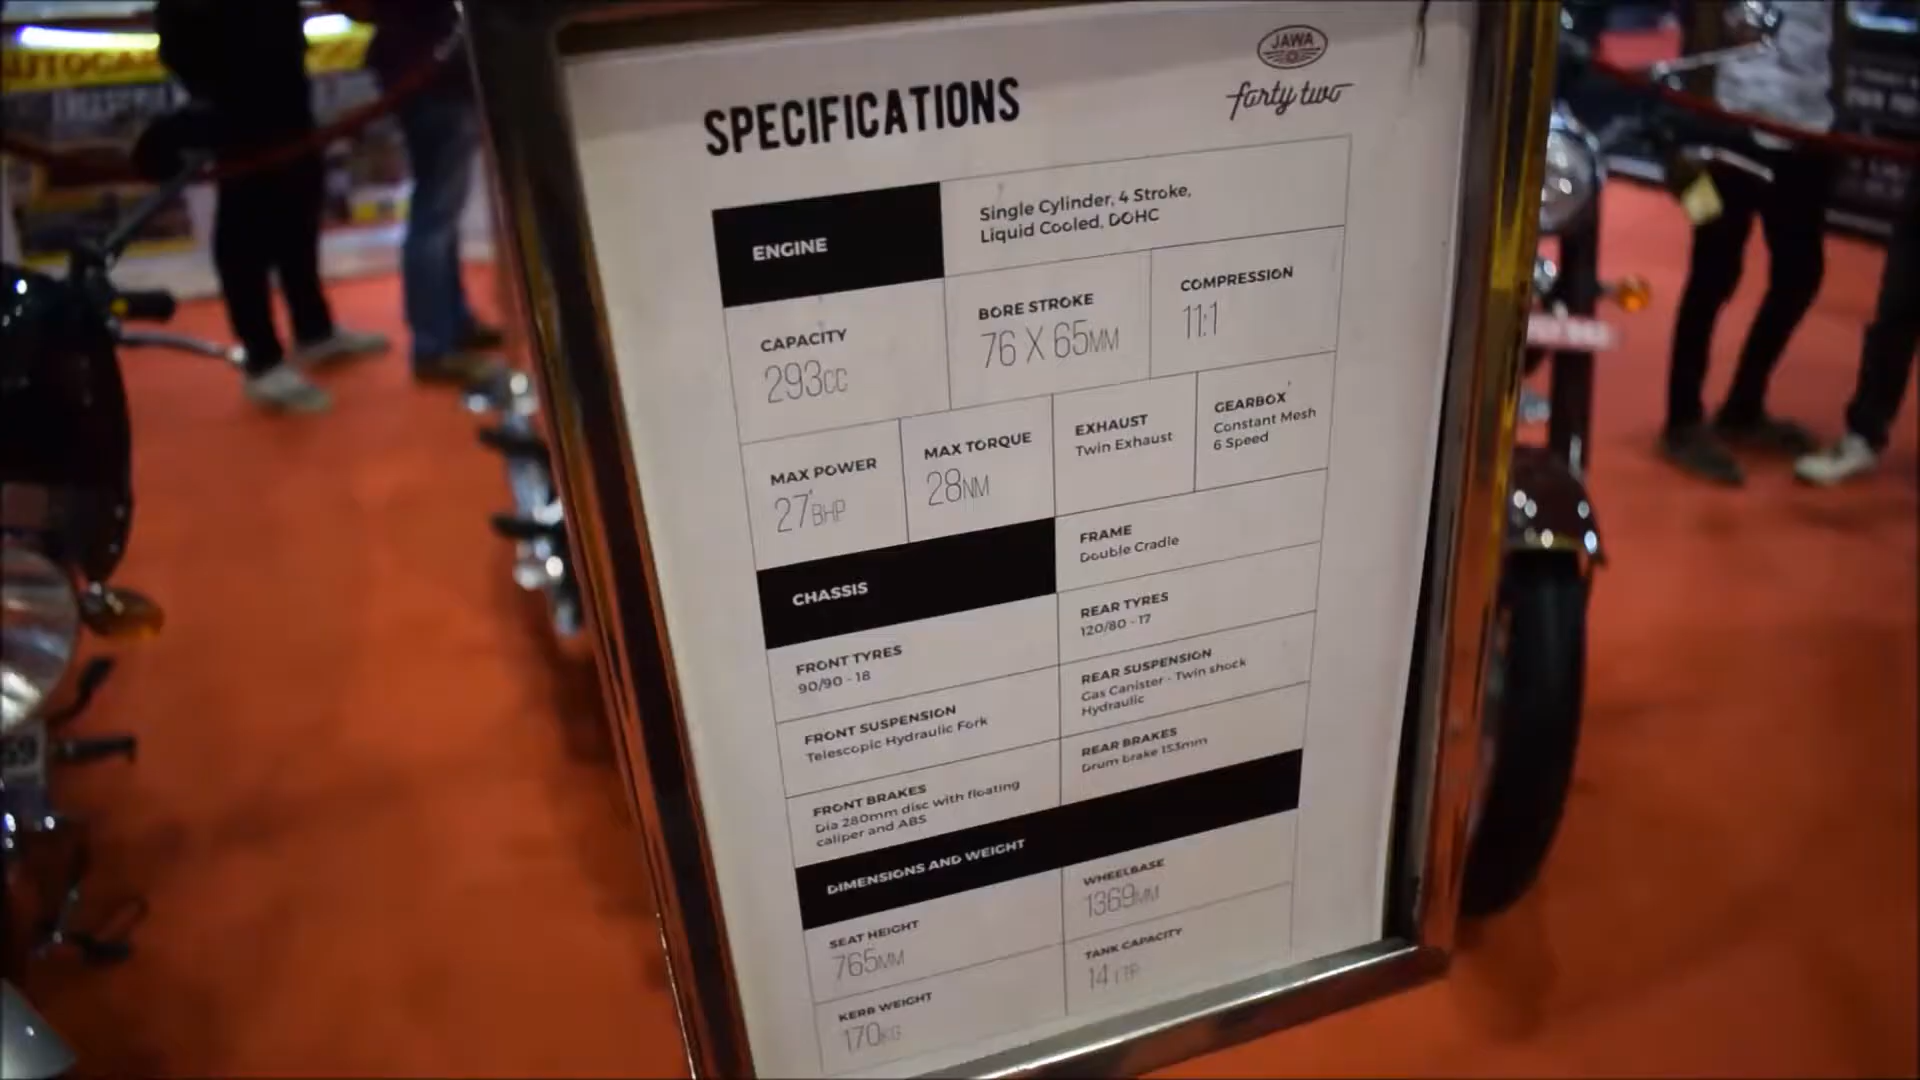 JAWA
forty two
SPECIFICATIONS
ENGINE
Single Cylinder, 4 Stroke,
Liquid Cooled, DOHC
CAPACITY
293CC
BORE STROKE
76 X 65MM
COMPRESSION
11:1
MAX POWER
27BHP
MAX TORQUE
28NM
EXHAUST
Twin Exhaust
GEARBOX
Constant Mesh
6 Speed
CHASSIS
FRAME
Double Cradle
FRONT TYRES
90/90 - 18
REAR TYRES
120/80 - 17
FRONT SUSPENSION
Telescopic Hydraulic Fork
REAR SUSPENSION
Gas Canister - Twin shock
Hydraulic
FRONT BRAKES
Dia 280mm disc with floating
caliper and ABS
REAR BRAKES
Drum brake 153mm
DIMENSIONS AND WEIGHT
SEAT HEIGHT
765MM
WHEELBASE
1369MM
KERB WEIGHT
170KG
TANK CAPACITY
14 LTR